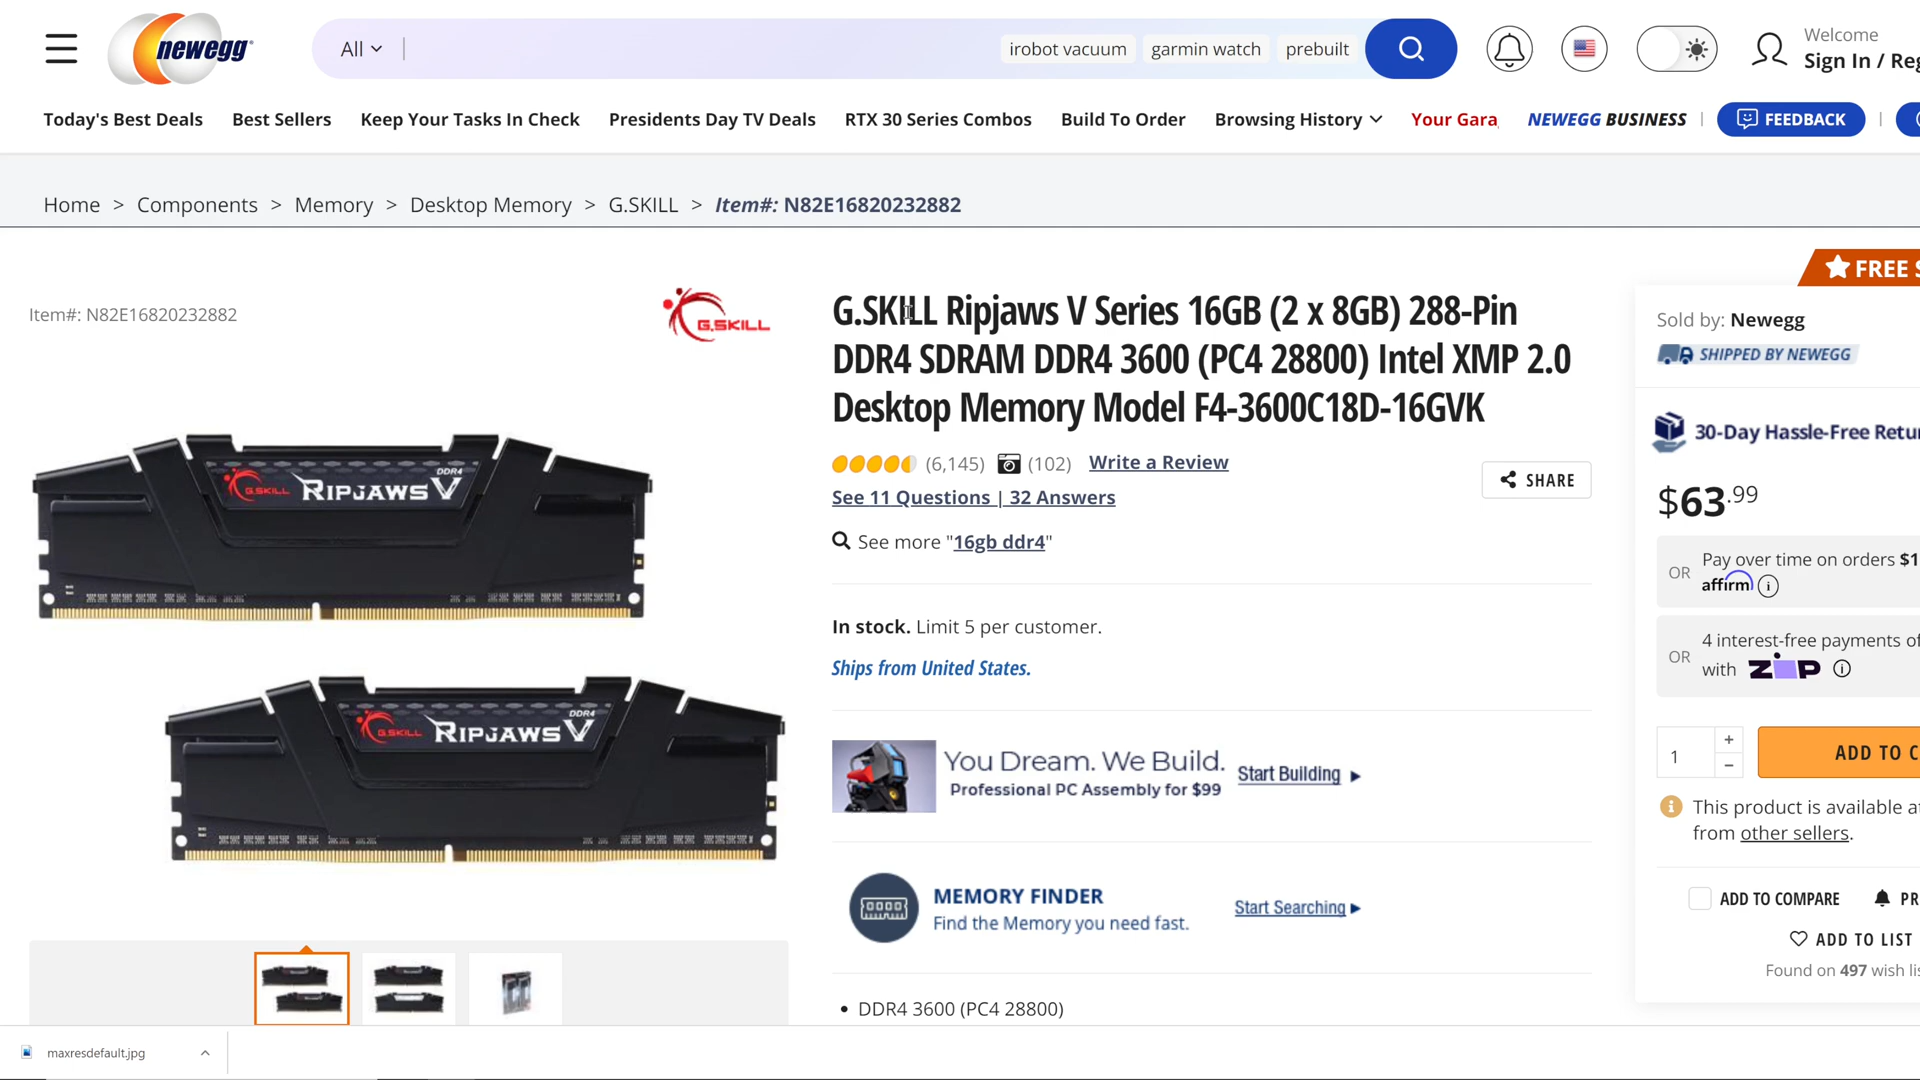 newegg
All
irobot vacuum
garmin watch
prebuilt
Welcome
Sign In / Reg
Today's Best Deals
Best Sellers
Keep Your Tasks In Check
Presidents Day TV Deals
RTX 30 Series Combos
Build To Order
Browsing History
Your Gara
NEWEGG BUSINESS
FEEDBACK
Home > Components > Memory > Desktop Memory > G.SKILL > Item#: N82E16820232882
FREE S
Item#: N82E16820232882
G.SKILL
G.SKILL Ripjaws V Series 16GB (2 x 8GB) 288-Pin
DDR4 SDRAM DDR4 3600 (PC4 28800) Intel XMP 2.0
Desktop Memory Model F4-3600C18D-16GVK
(6,145)
(102)
Write a Review
See 11 Questions | 32 Answers
SHARE
See more "16gb ddr4"
In stock. Limit 5 per customer.
Ships from United States.
You Dream. We Build.
Professional PC Assembly for $99
Start Building
MEMORY FINDER
Find the Memory you need fast.
Start Searching
• DDR4 3600 (PC4 28800)
DDR4
G.SKILL RIPJAWS V
DDR4
G.SKILL RIPJAWS V
Sold by: Newegg
SHIPPED BY NEWEGG
30-Day Hassle-Free Retur
$63.99
OR
Pay over time on orders $1
affirm
OR
4 interest-free payments of
with ZIP
1
+
−
ADD TO C
This product is available a
from other sellers.
ADD TO COMPARE
PR
ADD TO LIST
Found on 497 wish lis
maxresdefault.jpg